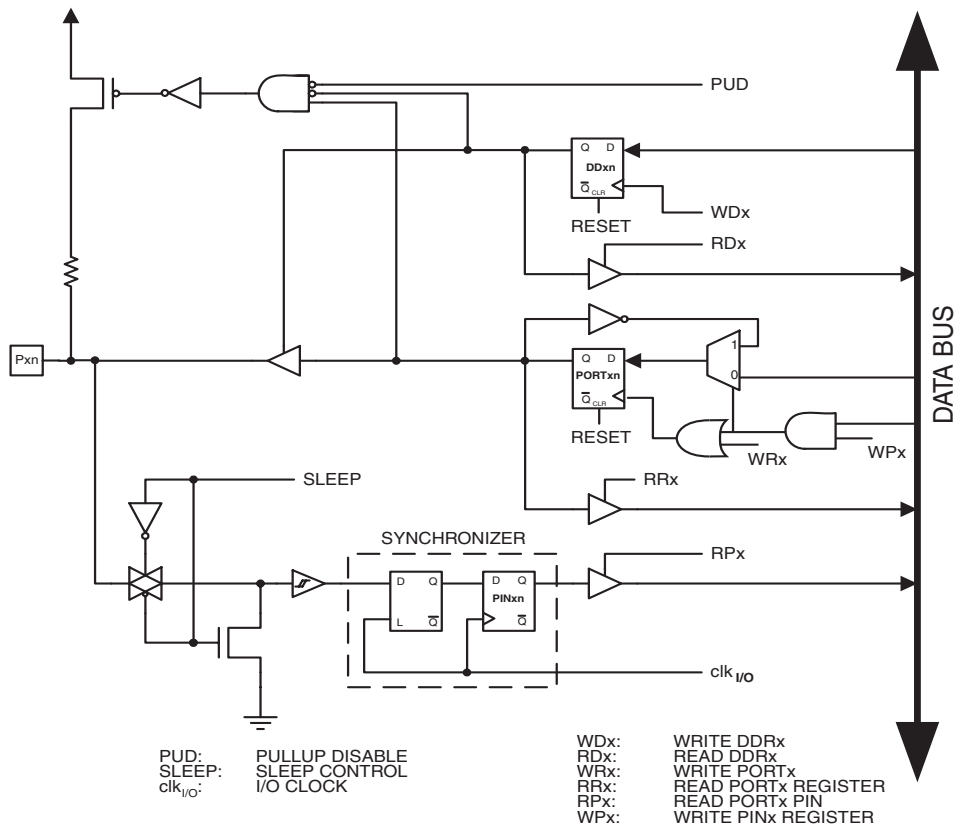 PUD
Q D
DDxn
Q CLR
WDx
RESET
RDx
Pxn
1
Q D
PORTxn
0
Q CLR
RESET
WRx
WPx
DATA BUS
SLEEP
RRx
SYNCHRONIZER
RPx
D Q
D Q
PINxn
L Q
Q
clk I/O
PUD: PULLUP DISABLE
SLEEP: SLEEP CONTROL
clkI/O: I/O CLOCK
WDx: WRITE DDRx
RDx: READ DDRx
WRx: WRITE PORTx
RRx: READ PORTx REGISTER
RPx: READ PORTx PIN
WPx: WRITE PINx REGISTER